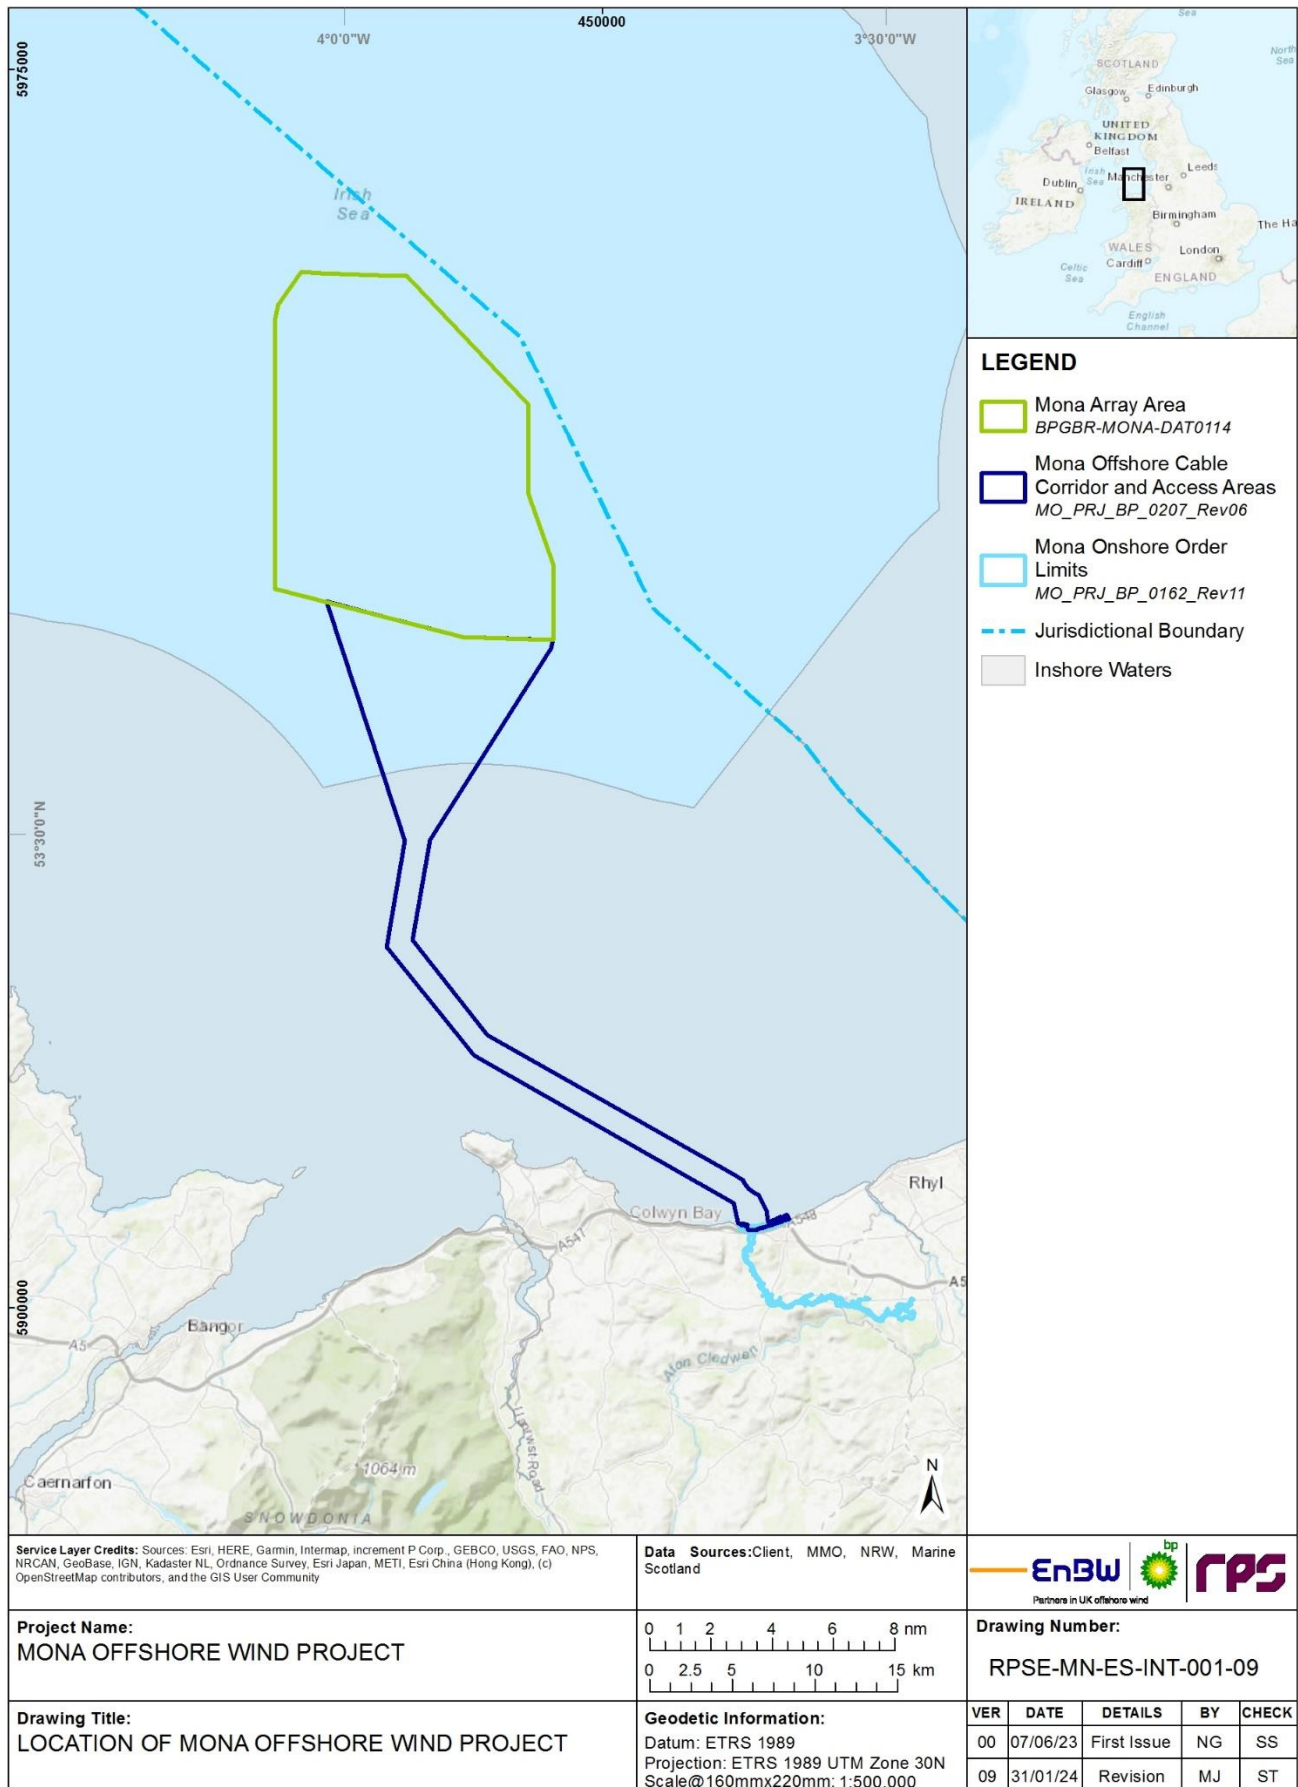 450000
4°0'0"W
3°30'0"W
5975000
Irish
Sea
53°30'0"N
Rhyl
Colwyn Bay
A548
A547
A5
5900000
Bangor
A5
Afon Cledwen
Llanrwst Road
1064 m
Caernarfon
SNOWDONIA
N
Sea
North
Sea
SCOTLAND
Glasgow
Edinburgh
UNITED
KINGDOM
Belfast
Irish
Sea
Manchester
Leeds
Dublin
IRELAND
Birmingham
The Ha
WALES
London
Cardiff
Celtic
Sea
ENGLAND
English
Channel
LEGEND
Mona Array Area
BPGBR-MONA-DAT0114
Mona Offshore Cable
Corridor and Access Areas
MO_PRJ_BP_0207_Rev06
Mona Onshore Order
Limits
MO_PRJ_BP_0162_Rev11
Jurisdictional Boundary
Inshore Waters
Service Layer Credits: Sources: Esri, HERE, Garmin, Intermap, increment P Corp., GEBCO, USGS, FAO, NPS,
NRCAN, GeoBase, IGN, Kadaster NL, Ordnance Survey, Esri Japan, METI, Esri China (Hong Kong), (c)
OpenStreetMap contributors, and the GIS User Community
Data Sources:Client, MMO, NRW, Marine
Scotland
EnBW
bp
rps
Partners in UK offshore wind
Project Name:
MONA OFFSHORE WIND PROJECT
0 1 2 4 6 8 nm
0 2.5 5 10 15 km
Drawing Number:
RPSE-MN-ES-INT-001-09
Drawing Title:
LOCATION OF MONA OFFSHORE WIND PROJECT
Geodetic Information:
Datum: ETRS 1989
Projection: ETRS 1989 UTM Zone 30N
Scale@160mmx220mm: 1:500,000
VER DATE DETAILS BY CHECK
00 07/06/23 First Issue NG SS
09 31/01/24 Revision MJ ST